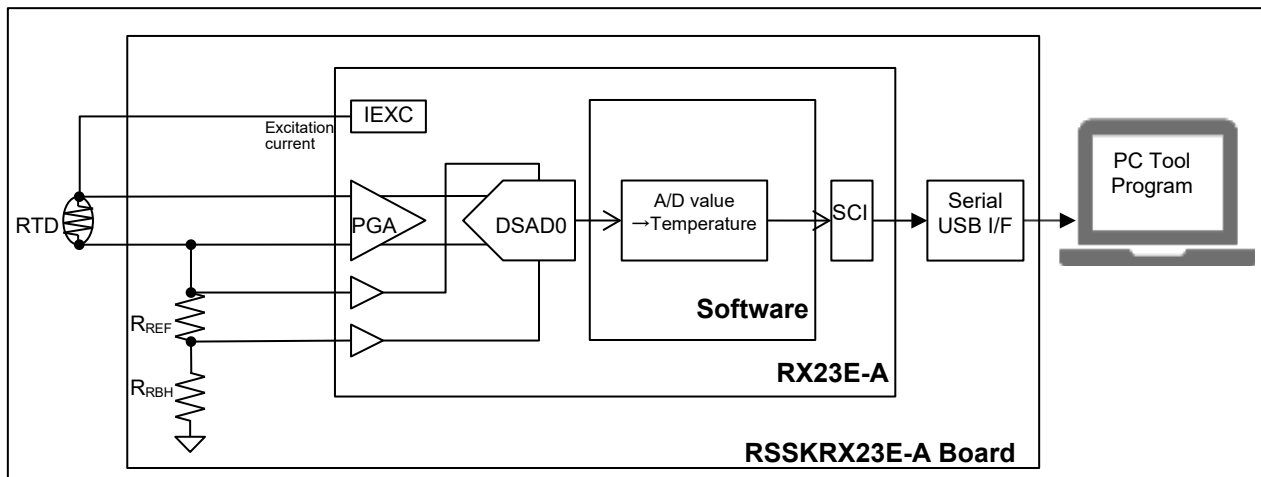 IEXC
Excitation
current
RTD
PGA
DSAD0
A/D value
→Temperature
SCI
Serial
USB I/F
PC Tool
Program
RREF
RRBH
Software
RX23E-A
RSSKRX23E-A Board